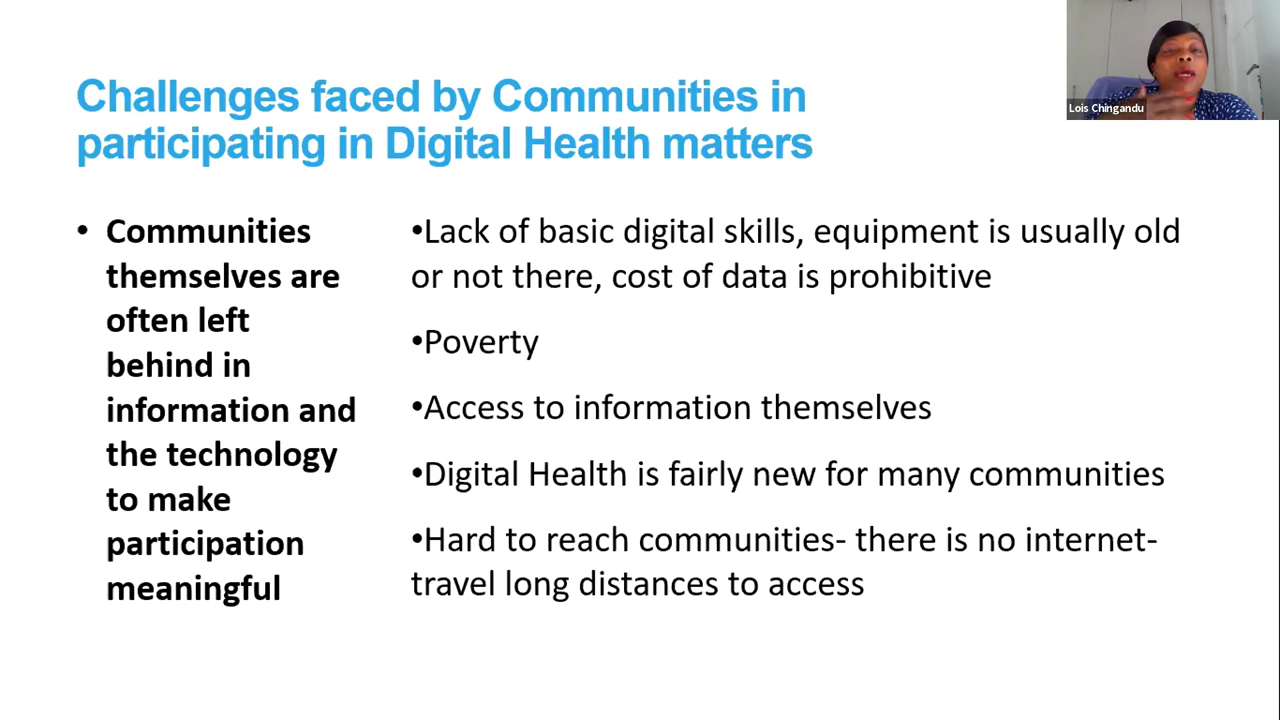 Challenges faced by Communities in
participating in Digital Health matters
Lois Chingandu
• Communities
themselves are
often left
behind in
information and
the technology
to make
participation
meaningful
•Lack of basic digital skills, equipment is usually old
or not there, cost of data is prohibitive
•Poverty
•Access to information themselves
•Digital Health is fairly new for many communities
•Hard to reach communities- there is no internet-
travel long distances to access